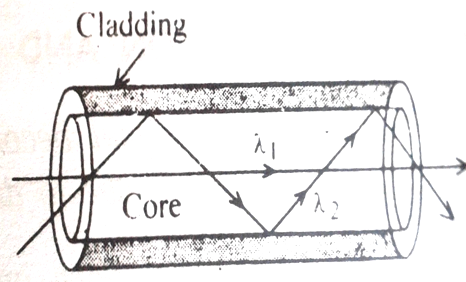 Cladding
λ1
Core
λ2